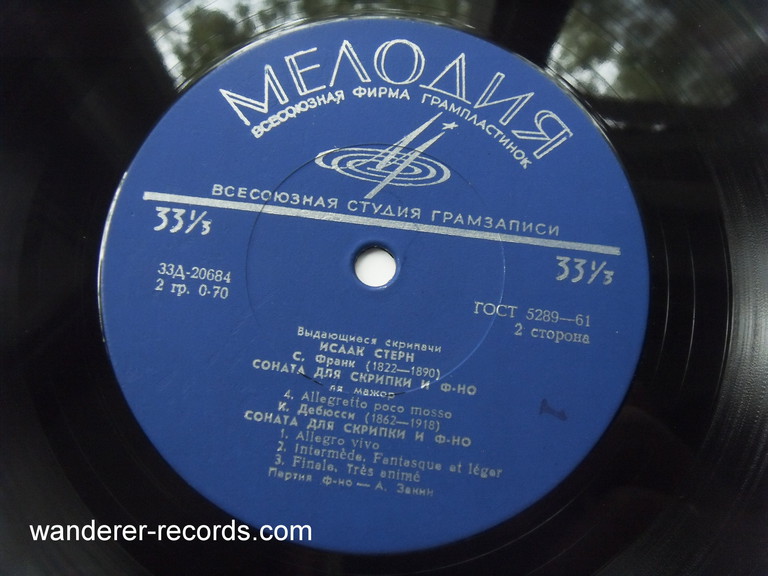 МЕЛОДИЯ
ВСЕСОЮЗНАЯ ФИРМА ГРАМПЛАСТИНОК
ВСЕСОЮЗНАЯ СТУДИЯ ГРАМЗАПИСИ
33⅓
33⅓
33Д-20684
2 гр. 0-70
ГОСТ 5289—61
2 сторона
Выдающиеся скрипачи
ИСААК СТЕРН
С. Франк (1822—1890)
СОНАТА ДЛЯ СКРИПКИ И Ф-НО
ля мажор
4. Allegretto poco mosso
К. Дебюсси (1862—1918)
СОНАТА ДЛЯ СКРИПКИ И Ф-НО
1. Allegro vivo
2. Intermède. Fantasque et léger
3. Finale. Très animé
Партия ф-но — А. Закин
1
wanderer-records.com